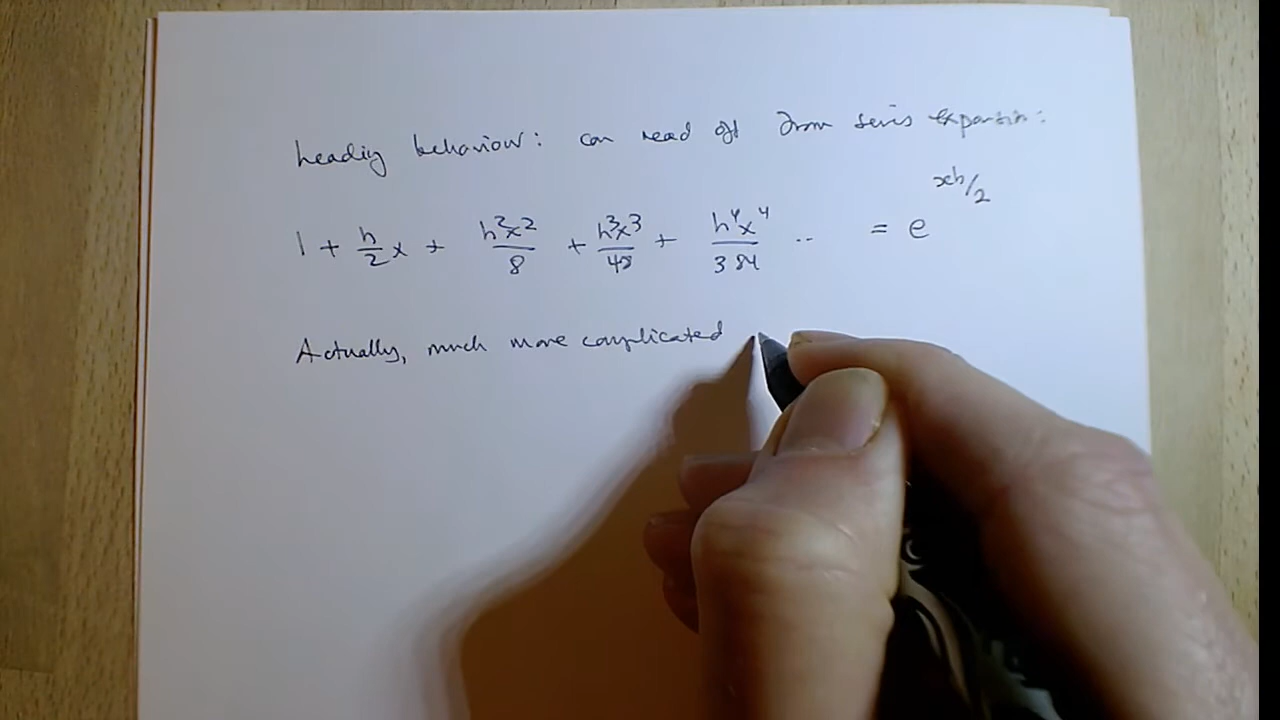 Leading behaviour: can read off from series expansion:
1 + h/2 x + h²x²/8 + h³x³/48 + h⁴x⁴/384 .. = e^(xh/2)
Actually, much more complicated